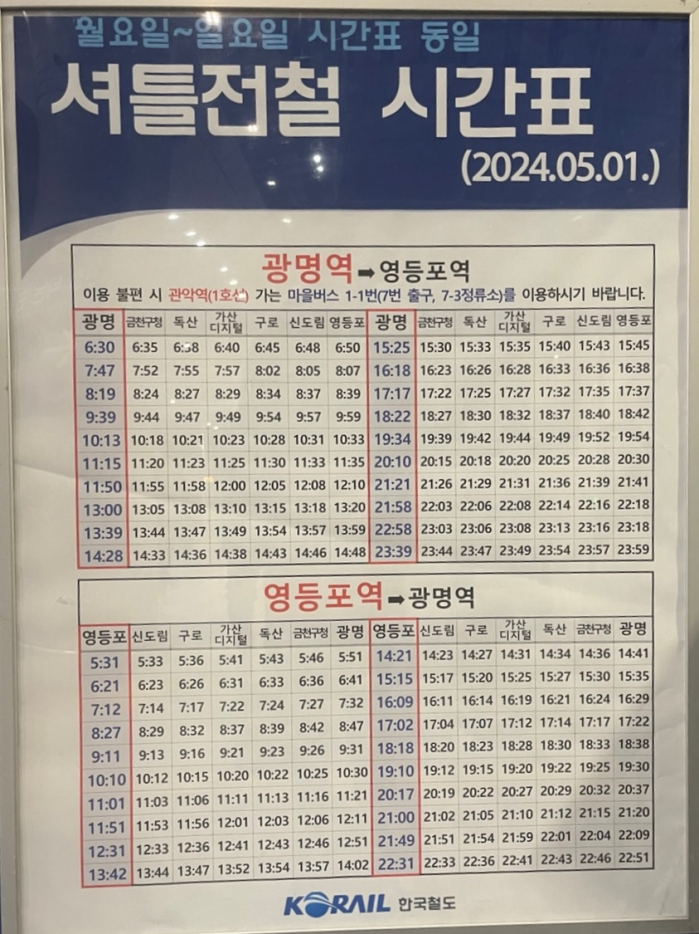 월요일~일요일 시간표 동일
셔틀전철 시간표
(2024.05.01.)
광명역➡영등포역
이용 불편 시 관악역(1호선) 가는 마을버스 1-1번(7번 출구, 7-3정류소)를 이용하시기 바랍니다.
광명 금천구청 독산 가산디지털 구로 신도림 영등포 광명 금천구청 독산 가산디지털 구로 신도림 영등포
6:30 6:35 6:38 6:40 6:45 6:48 6:50 15:25 15:30 15:33 15:35 15:40 15:43 15:45
7:47 7:52 7:55 7:57 8:02 8:05 8:07 16:18 16:23 16:26 16:28 16:33 16:36 16:38
8:19 8:24 8:27 8:29 8:34 8:37 8:39 17:17 17:22 17:25 17:27 17:32 17:35 17:37
9:39 9:44 9:47 9:49 9:54 9:57 9:59 18:22 18:27 18:30 18:32 18:37 18:40 18:42
10:13 10:18 10:21 10:23 10:28 10:31 10:33 19:34 19:39 19:42 19:44 19:49 19:52 19:54
11:15 11:20 11:23 11:25 11:30 11:33 11:35 20:10 20:15 20:18 20:20 20:25 20:28 20:30
11:50 11:55 11:58 12:00 12:05 12:08 12:10 21:21 21:26 21:29 21:31 21:36 21:39 21:41
13:00 13:05 13:08 13:10 13:15 13:18 13:20 21:58 22:03 22:06 22:08 22:14 22:16 22:18
13:39 13:44 13:47 13:49 13:54 13:57 13:59 22:58 23:03 23:06 23:08 23:13 23:16 23:18
14:28 14:33 14:36 14:38 14:43 14:46 14:48 23:39 23:44 23:47 23:49 23:54 23:57 23:59
영등포역➡광명역
영등포 신도림 구로 가산디지털 독산 금천구청 광명 영등포 신도림 구로 가산디지털 독산 금천구청 광명
5:31 5:33 5:36 5:41 5:43 5:46 5:51 14:21 14:23 14:27 14:31 14:34 14:36 14:41
6:21 6:23 6:26 6:31 6:33 6:36 6:41 15:15 15:17 15:20 15:25 15:27 15:30 15:35
7:12 7:14 7:17 7:22 7:24 7:27 7:32 16:09 16:11 16:14 16:19 16:21 16:24 16:29
8:27 8:29 8:32 8:37 8:39 8:42 8:47 17:02 17:04 17:07 17:12 17:14 17:17 17:22
9:11 9:13 9:16 9:21 9:23 9:26 9:31 18:18 18:20 18:23 18:28 18:30 18:33 18:38
10:10 10:12 10:15 10:20 10:22 10:25 10:30 19:10 19:12 19:15 19:20 19:22 19:25 19:30
11:01 11:03 11:06 11:11 11:13 11:16 11:21 20:17 20:19 20:22 20:27 20:29 20:32 20:37
11:51 11:53 11:56 12:01 12:03 12:06 12:11 21:00 21:02 21:05 21:10 21:12 21:15 21:20
12:31 12:33 12:36 12:41 12:43 12:46 12:51 21:49 21:51 21:54 21:59 22:01 22:04 22:09
13:42 13:44 13:47 13:52 13:54 13:57 14:02 22:31 22:33 22:36 22:41 22:43 22:46 22:51
KORAIL 한국철도